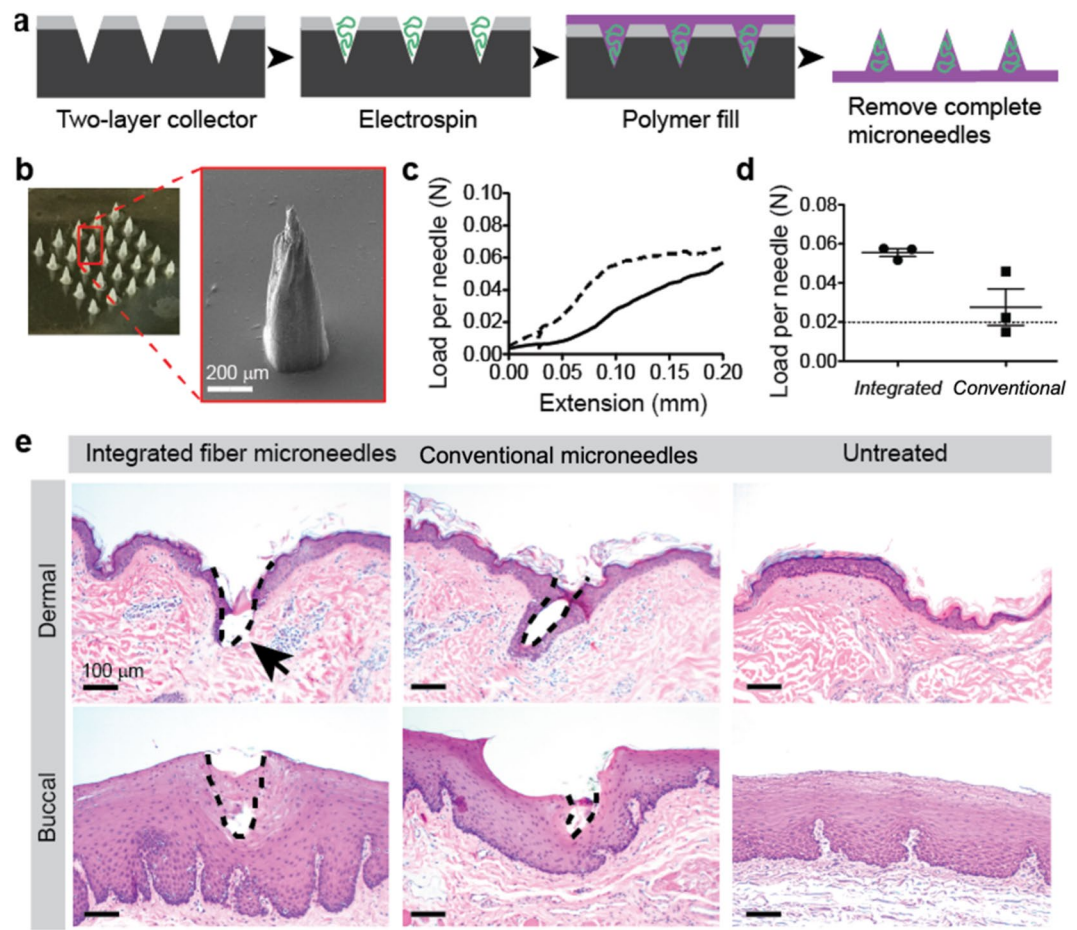 a
Two-layer collector
Electrospin
Polymer fill
Remove complete
microneedles
b
200 μm
c
Load per needle (N)
0.10
0.08
0.06
0.04
0.02
0.00
0.00 0.05 0.10 0.15 0.20
Extension (mm)
d
Load per needle (N)
0.08
0.06
0.04
0.02
0.00
Integrated Conventional
e
Integrated fiber microneedles Conventional microneedles Untreated
Dermal
100 μm
Buccal